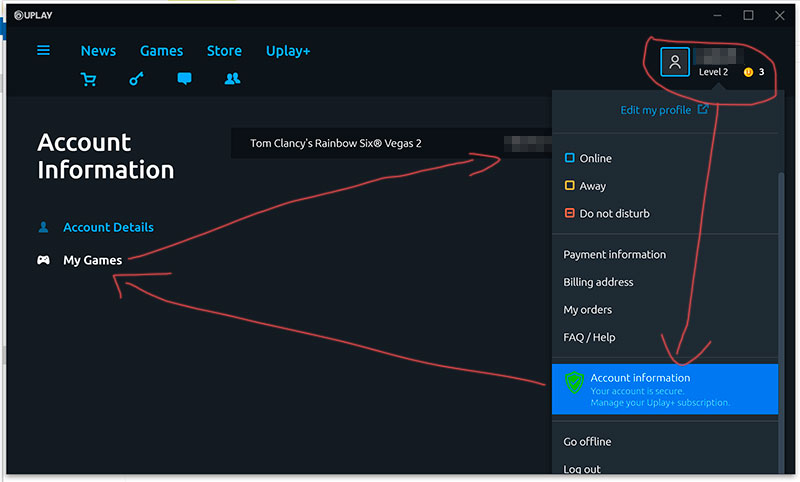 UPLAY
News Games Store Uplay+
Level 2 3
Edit my profile
Account
Information
Tom Clancy's Rainbow Six® Vegas 2
Account Details
My Games
Online
Away
Do not disturb
Payment information
Billing address
My orders
FAQ / Help
Account information
Your account is secure.
Manage your Uplay+ subscription.
Go offline
Log out